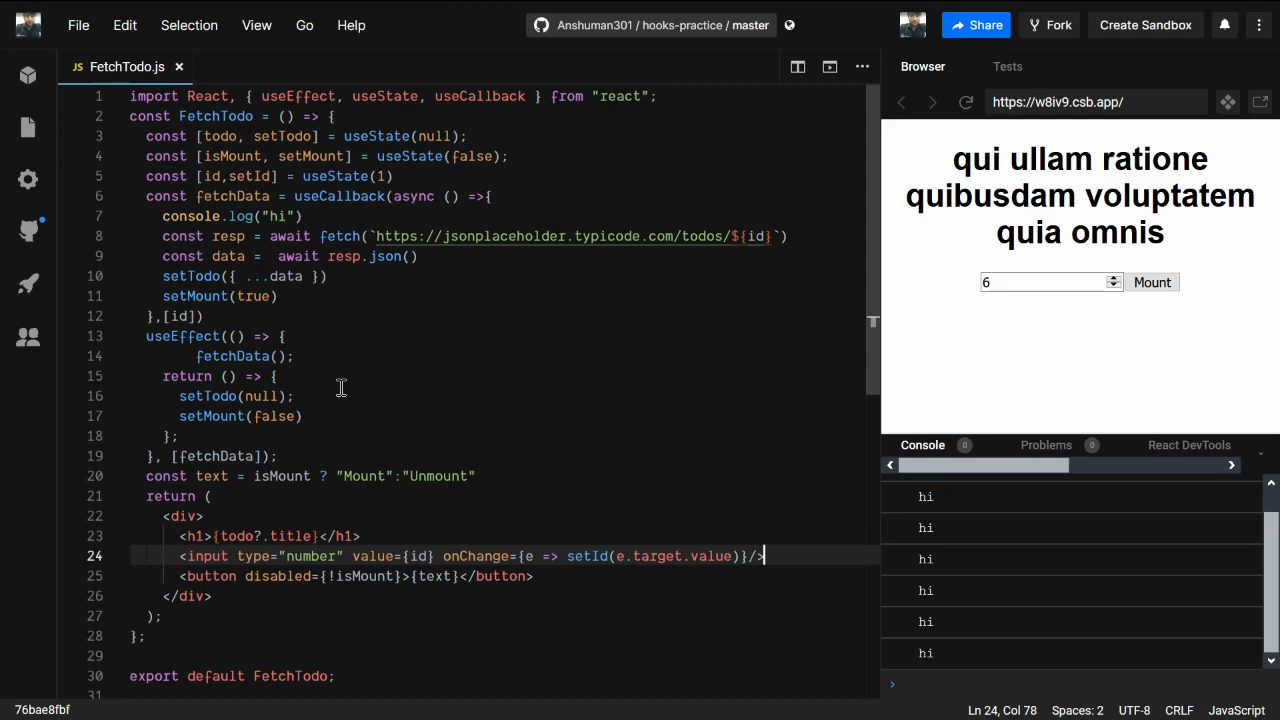 File Edit Selection View Go Help Anshuman301 / hooks-practice / master Share Fork Create Sandbox
JS FetchTodo.js × Browser Tests
https://w8iv9.csb.app/
1 import React, { useEffect, useState, useCallback } from "react";
2 const FetchTodo = () => {
3 const [todo, setTodo] = useState(null);
4 const [isMount, setMount] = useState(false);
5 const [id,setId] = useState(1)
6 const fetchData = useCallback(async () =>{
7 console.log("hi")
8 const resp = await fetch(`https://jsonplaceholder.typicode.com/todos/${id}`)
9 const data =  await resp.json()
10 setTodo({ ...data })
11 setMount(true)
12 },[id])
13 useEffect(() => {
14 fetchData();
15 return () => {
16 setTodo(null);
17 setMount(false)
18 };
19 }, [fetchData]);
20 const text = isMount ? "Mount":"Unmount"
21 return (
22 <div>
23 <h1>{todo?.title}</h1>
24 <input type="number" value={id} onChange={e => setId(e.target.value)}/>
25 <button disabled={!isMount}>{text}</button>
26 </div>
27 );
28 };
29
30 export default FetchTodo;
31
qui ullam ratione
quibusdam voluptatem
quia omnis
6 Mount
Console 0 Problems 0 React DevTools
hi
hi
hi
hi
hi
hi
›
76bae8fbf Ln 24, Col 78 Spaces: 2 UTF-8 CRLF JavaScript